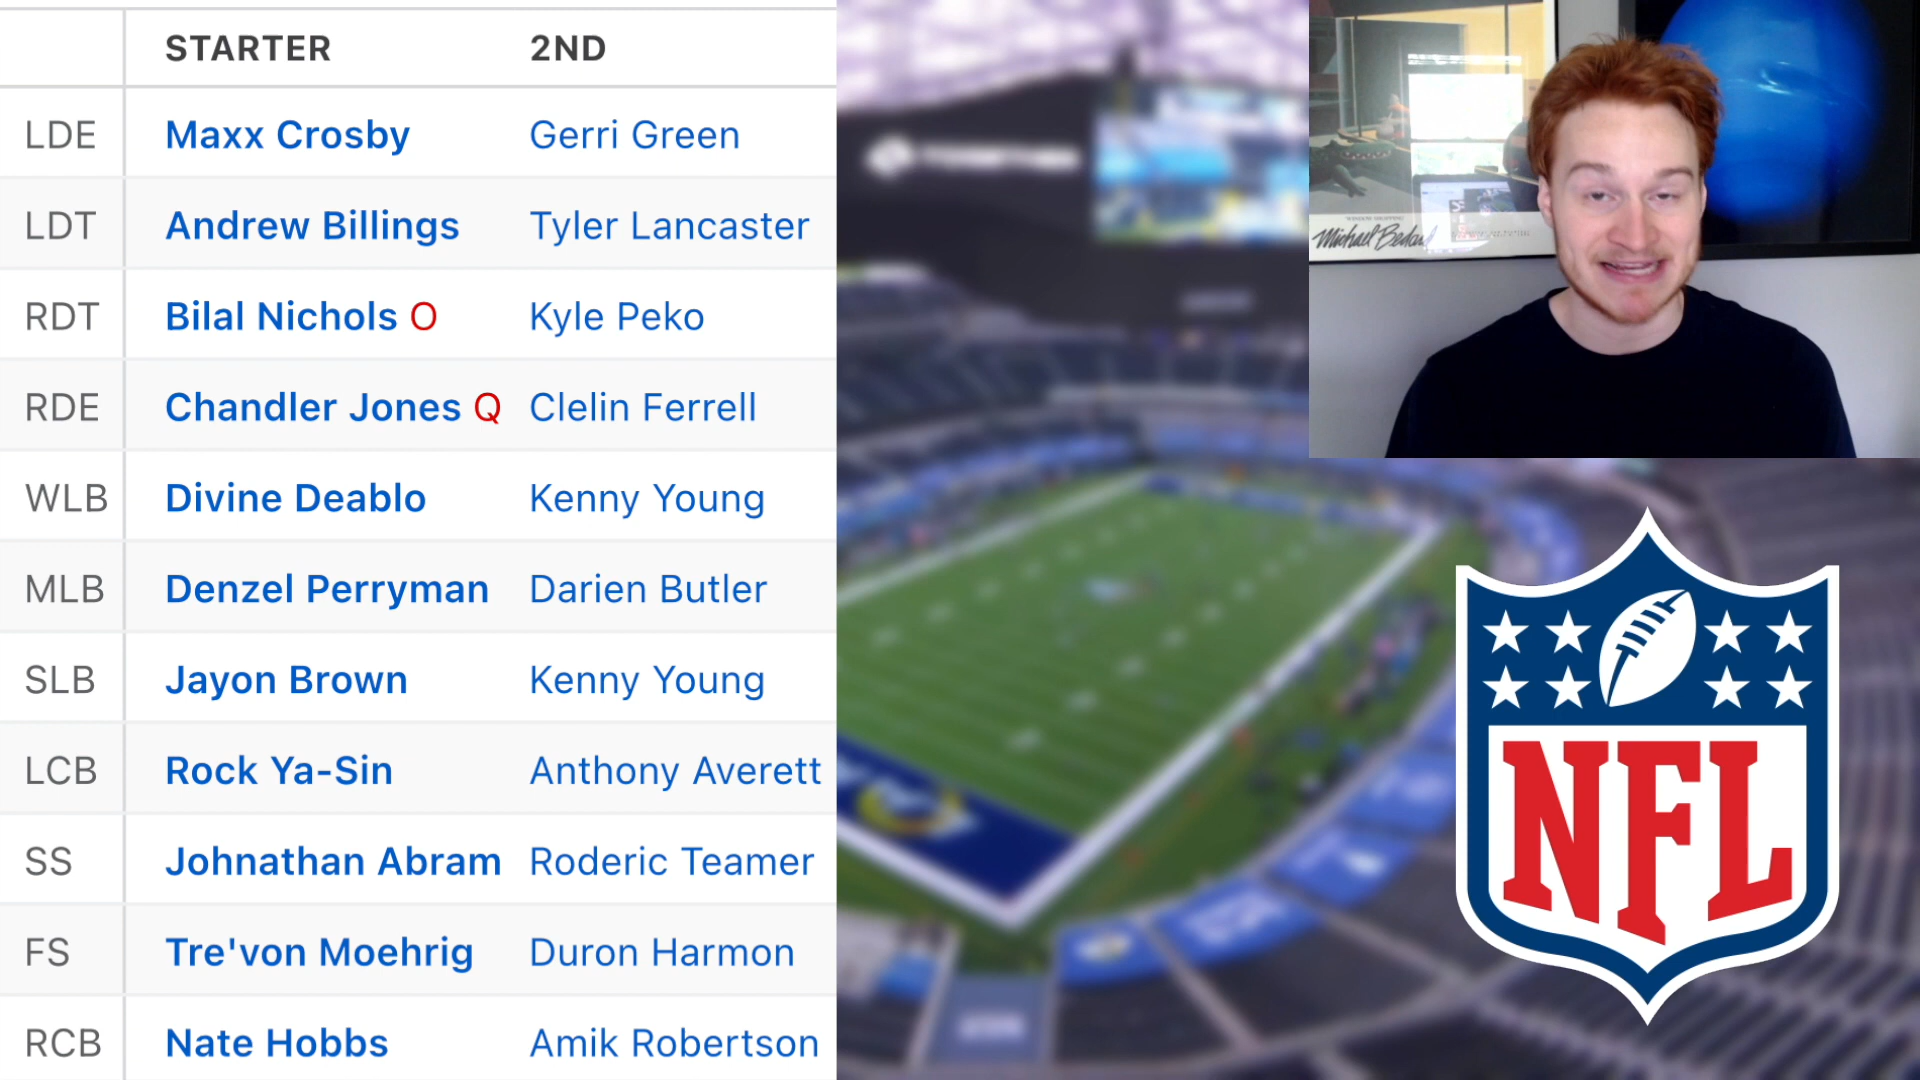 STARTER 2ND
LDE Maxx Crosby Gerri Green
LDT Andrew Billings Tyler Lancaster
RDT Bilal Nichols O Kyle Peko
RDE Chandler Jones Q Clelin Ferrell
WLB Divine Deablo Kenny Young
MLB Denzel Perryman Darien Butler
SLB Jayon Brown Kenny Young
LCB Rock Ya-Sin Anthony Averett
SS Johnathan Abram Roderic Teamer
FS Tre'von Moehrig Duron Harmon
RCB Nate Hobbs Amik Robertson
Michael Bedard
NFL